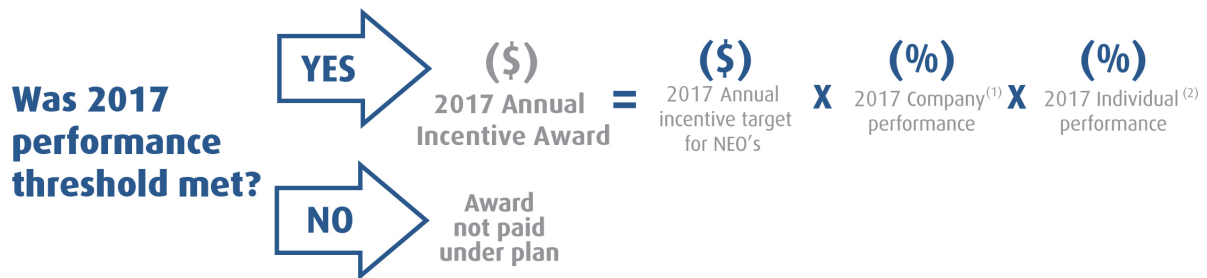 Was 2017
performance
threshold met?
YES
($)
2017 Annual
Incentive Award
=
($)
2017 Annual
incentive target
for NEO's
x
(%)
2017 Company(1)
performance
x
(%)
2017 Individual (2)
performance
NO
Award
not paid
under plan